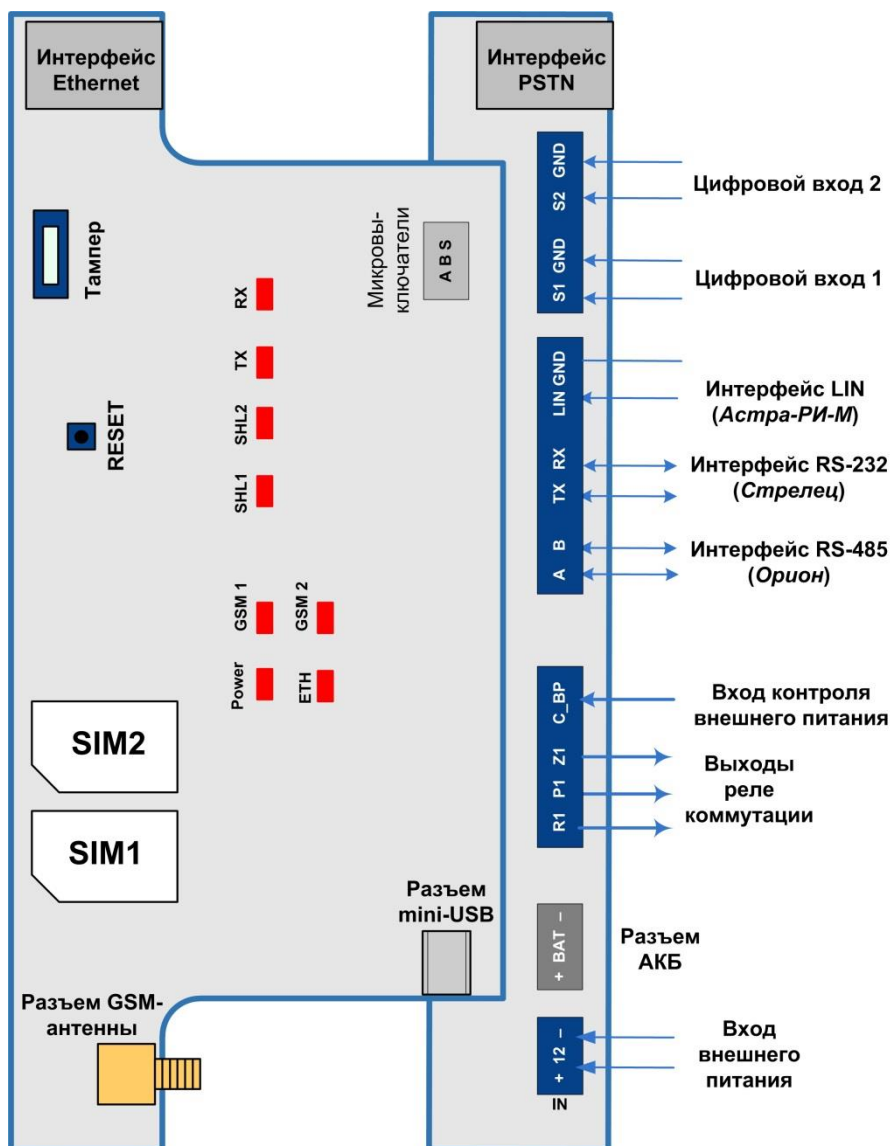 Интерфейс
Ethernet
Интерфейс
PSTN
Тампер
RESET
RX
TX
SHL2
SHL1
GSM 1
GSM 2
Power
ETH
Микровы-
ключатели
A B S
S2 GND
Цифровой вход 2
S1 GND
Цифровой вход 1
LIN GND
Интерфейс LIN
(Астра-РИ-М)
TX RX
Интерфейс RS-232
(Стрелец)
A B
Интерфейс RS-485
(Орион)
C_BP
Вход контроля
внешнего питания
R1 P1 Z1
Выходы
реле
коммутации
SIM2
SIM1
Разъем
mini-USB
+ BAT –
Разъем
АКБ
Разъем GSM-
антенны
+ 12 –
IN
Вход
внешнего
питания